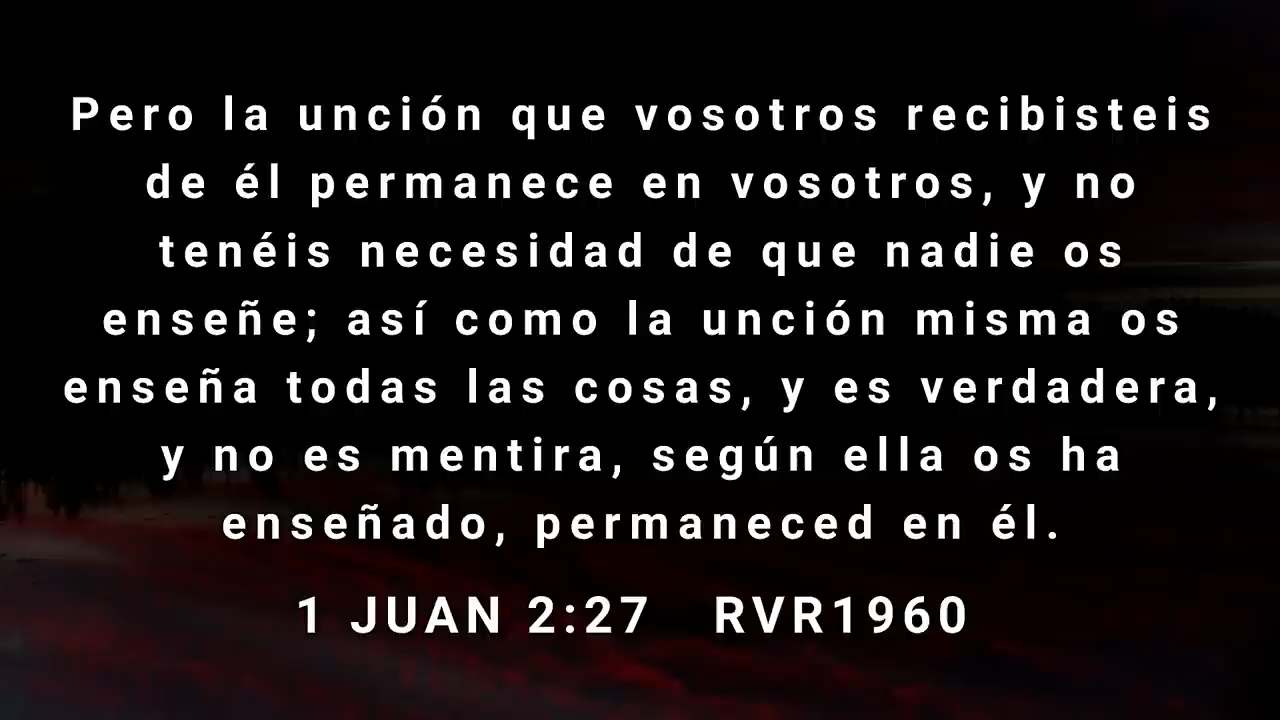 Pero la unción que vosotros recibisteis
de él permanece en vosotros, y no
tenéis necesidad de que nadie os
enseñe; así como la unción misma os
enseña todas las cosas, y es verdadera,
y no es mentira, según ella os ha
enseñado, permaneced en él.
1 JUAN 2:27 RVR1960